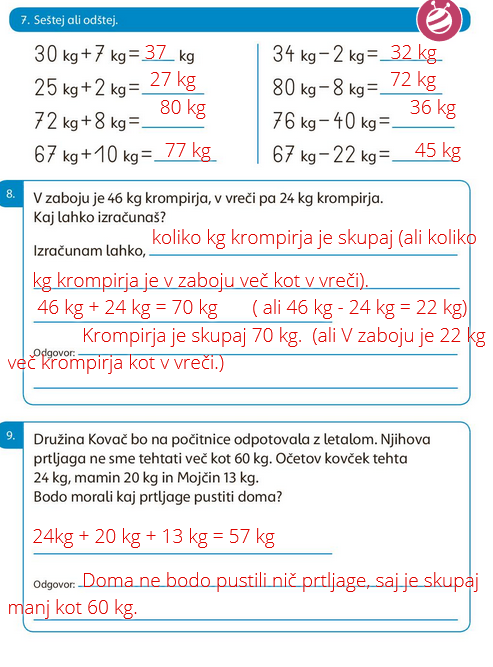 7. Seštej ali odštej.
30 kg + 7 kg = 37 kg
34 kg – 2 kg = 32 kg
25 kg + 2 kg = 27 kg
80 kg – 8 kg = 72 kg
72 kg + 8 kg = 80 kg
76 kg – 40 kg = 36 kg
67 kg + 10 kg = 77 kg
67 kg – 22 kg = 45 kg
8. V zaboju je 46 kg krompirja, v vreči pa 24 kg krompirja.
Kaj lahko izračunaš?
Izračunam lahko, koliko kg krompirja je skupaj (ali koliko
kg krompirja je v zaboju več kot v vreči).
46 kg + 24 kg = 70 kg ( ali 46 kg - 24 kg = 22 kg)
Odgovor: Krompirja je skupaj 70 kg. (ali V zaboju je 22 kg
več krompirja kot v vreči.)
9. Družina Kovač bo na počitnice odpotovala z letalom. Njihova
prtljaga ne sme tehtati več kot 60 kg. Očetov kovček tehta
24 kg, mamin 20 kg in Mojčin 13 kg.
Bodo morali kaj prtljage pustiti doma?
24kg + 20 kg + 13 kg = 57 kg
Odgovor: Doma ne bodo pustili nič prtljage, saj je skupaj
manj kot 60 kg.